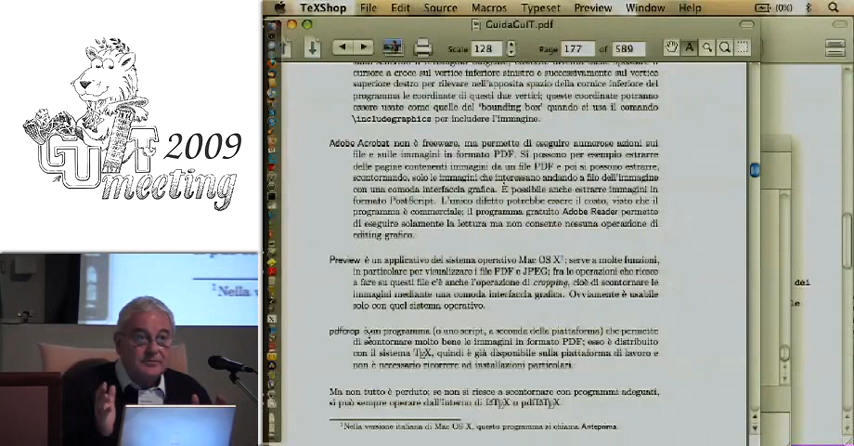 TeXShop File Edit Source Macros Typeset Preview Window Help (0%)
GuidaGuIT.pdf
Scale 128 Page 177 of 589
cursore a croce sul vertice inferiore sinistro e successivamente sul vertice
superiore destro per rilevare nell'apposita spazio della cornice inferiore del
programma le coordinate di questi due vertici; queste coordinate potranno
essere usate come quelle del 'bounding box' quando si usa il comando
\includegraphics per includere l'immagine.
Adobe Acrobat non è freeware, ma permette di eseguire numerose azioni sui
file e sulle immagini in formato PDF. Si possono per esempio estrarre
delle pagine contenenti immagini da un file PDF e poi si possono estrarre,
scontornando, solo le immagini che interessano andando a filo dell'immagine
con una comoda interfaccia grafica. È possibile anche estrarre immagini in
formato PostScript. L'unico difetto potrebbe essere il costo, visto che il
programma è commerciale; il programma gratuito Adobe Reader permette
di eseguire solamente la lettura ma non consente nessuna operazione di
editing grafico.
Preview è un applicativo del sistema operativo Mac OS X¹; serve a molte funzioni,
in particolare per visualizzare i file PDF e JPEG; fra le operazioni che riesce
a fare su questi file c'è anche l'operazione di cropping, cioè di scontornare le
immagini mediante una comoda interfaccia grafica. Ovviamente è usabile
solo con quel sistema operativo.
pdfcrop è un programma (o uno script, a seconda della piattaforma) che permette
di scontornare molto bene le immagini in formato PDF; esso è distribuito
con il sistema TEX, quindi è già disponibile sulla piattaforma di lavoro e
non è necessario ricorrere ad installazioni particolari.
Ma non tutto è perduto; se non si riesce a scontornare con programmi adeguati,
si può sempre operare dall'interno di LATEX o pdfLATEX.
¹Nella versione italiana di Mac OS X, questo programma si chiama Anteprima.
dei
le
GUIT 2009
meeting
¹Nella v